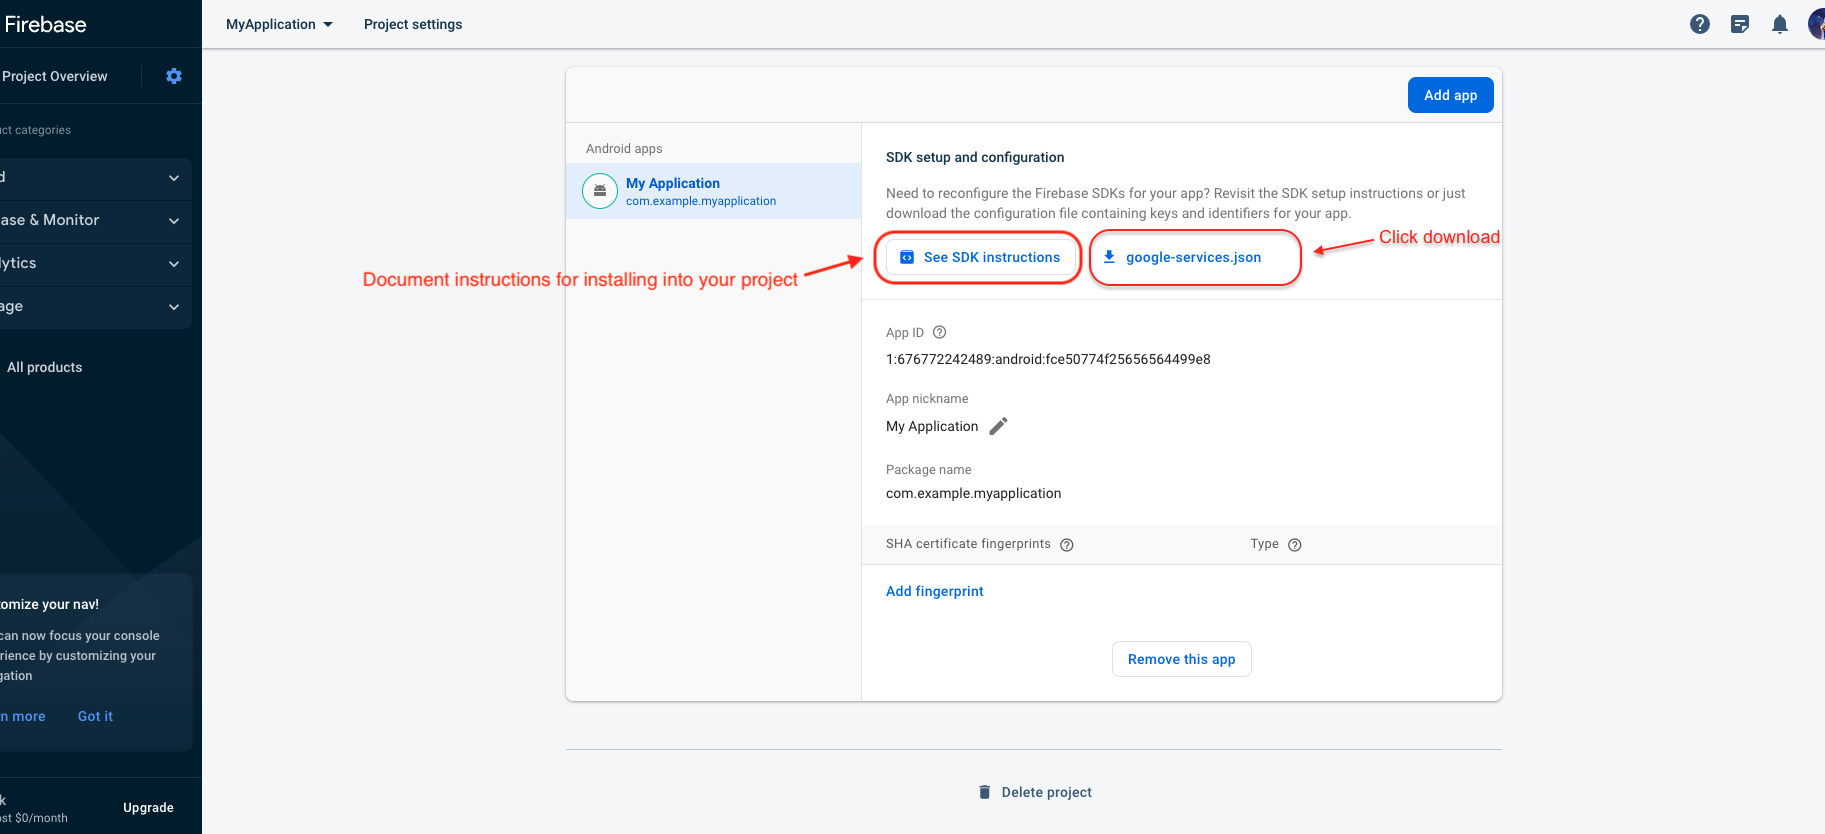 Firebase
MyApplication
Project settings
Project Overview
categories
ase & Monitor
lytics
age
All products
omize your nav!
can now focus your console
rience by customizing your
gation
n more
Got it
k
ost $0/month
Upgrade
Add app
Android apps
My Application
com.example.myapplication
SDK setup and configuration
Need to reconfigure the Firebase SDKs for your app? Revisit the SDK setup instructions or just
download the configuration file containing keys and identifiers for your app.
Document instructions for installing into your project
See SDK instructions
google-services.json
Click download
App ID
1:676772242489:android:fce50774f25656564499e8
App nickname
My Application
Package name
com.example.myapplication
SHA certificate fingerprints
Type
Add fingerprint
Remove this app
Delete project